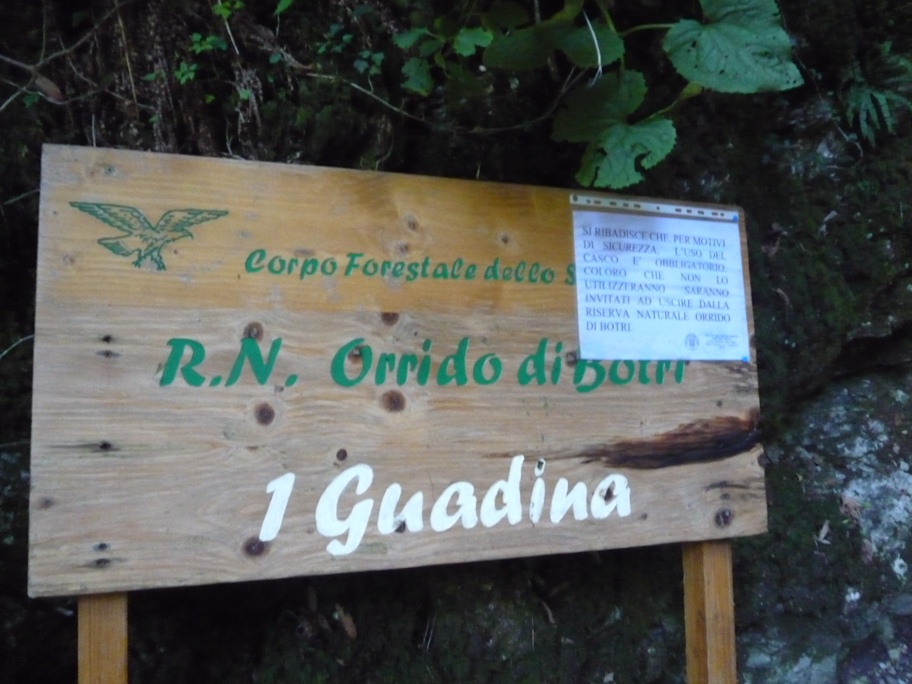 Corpo Forestale dello S
R.N. Orrido di Botri
1 Guadina
SI RIBADISCE CHE PER MOTIVI
DI SICUREZZA L'USO DEL
CASCO E' OBBLIGATORIO.
COLORO CHE NON LO
UTILIZZERANNO SARANNO
INVITATI AD USCIRE DALLA
RISERVA NATURALE ORRIDO
DI BOTRI.